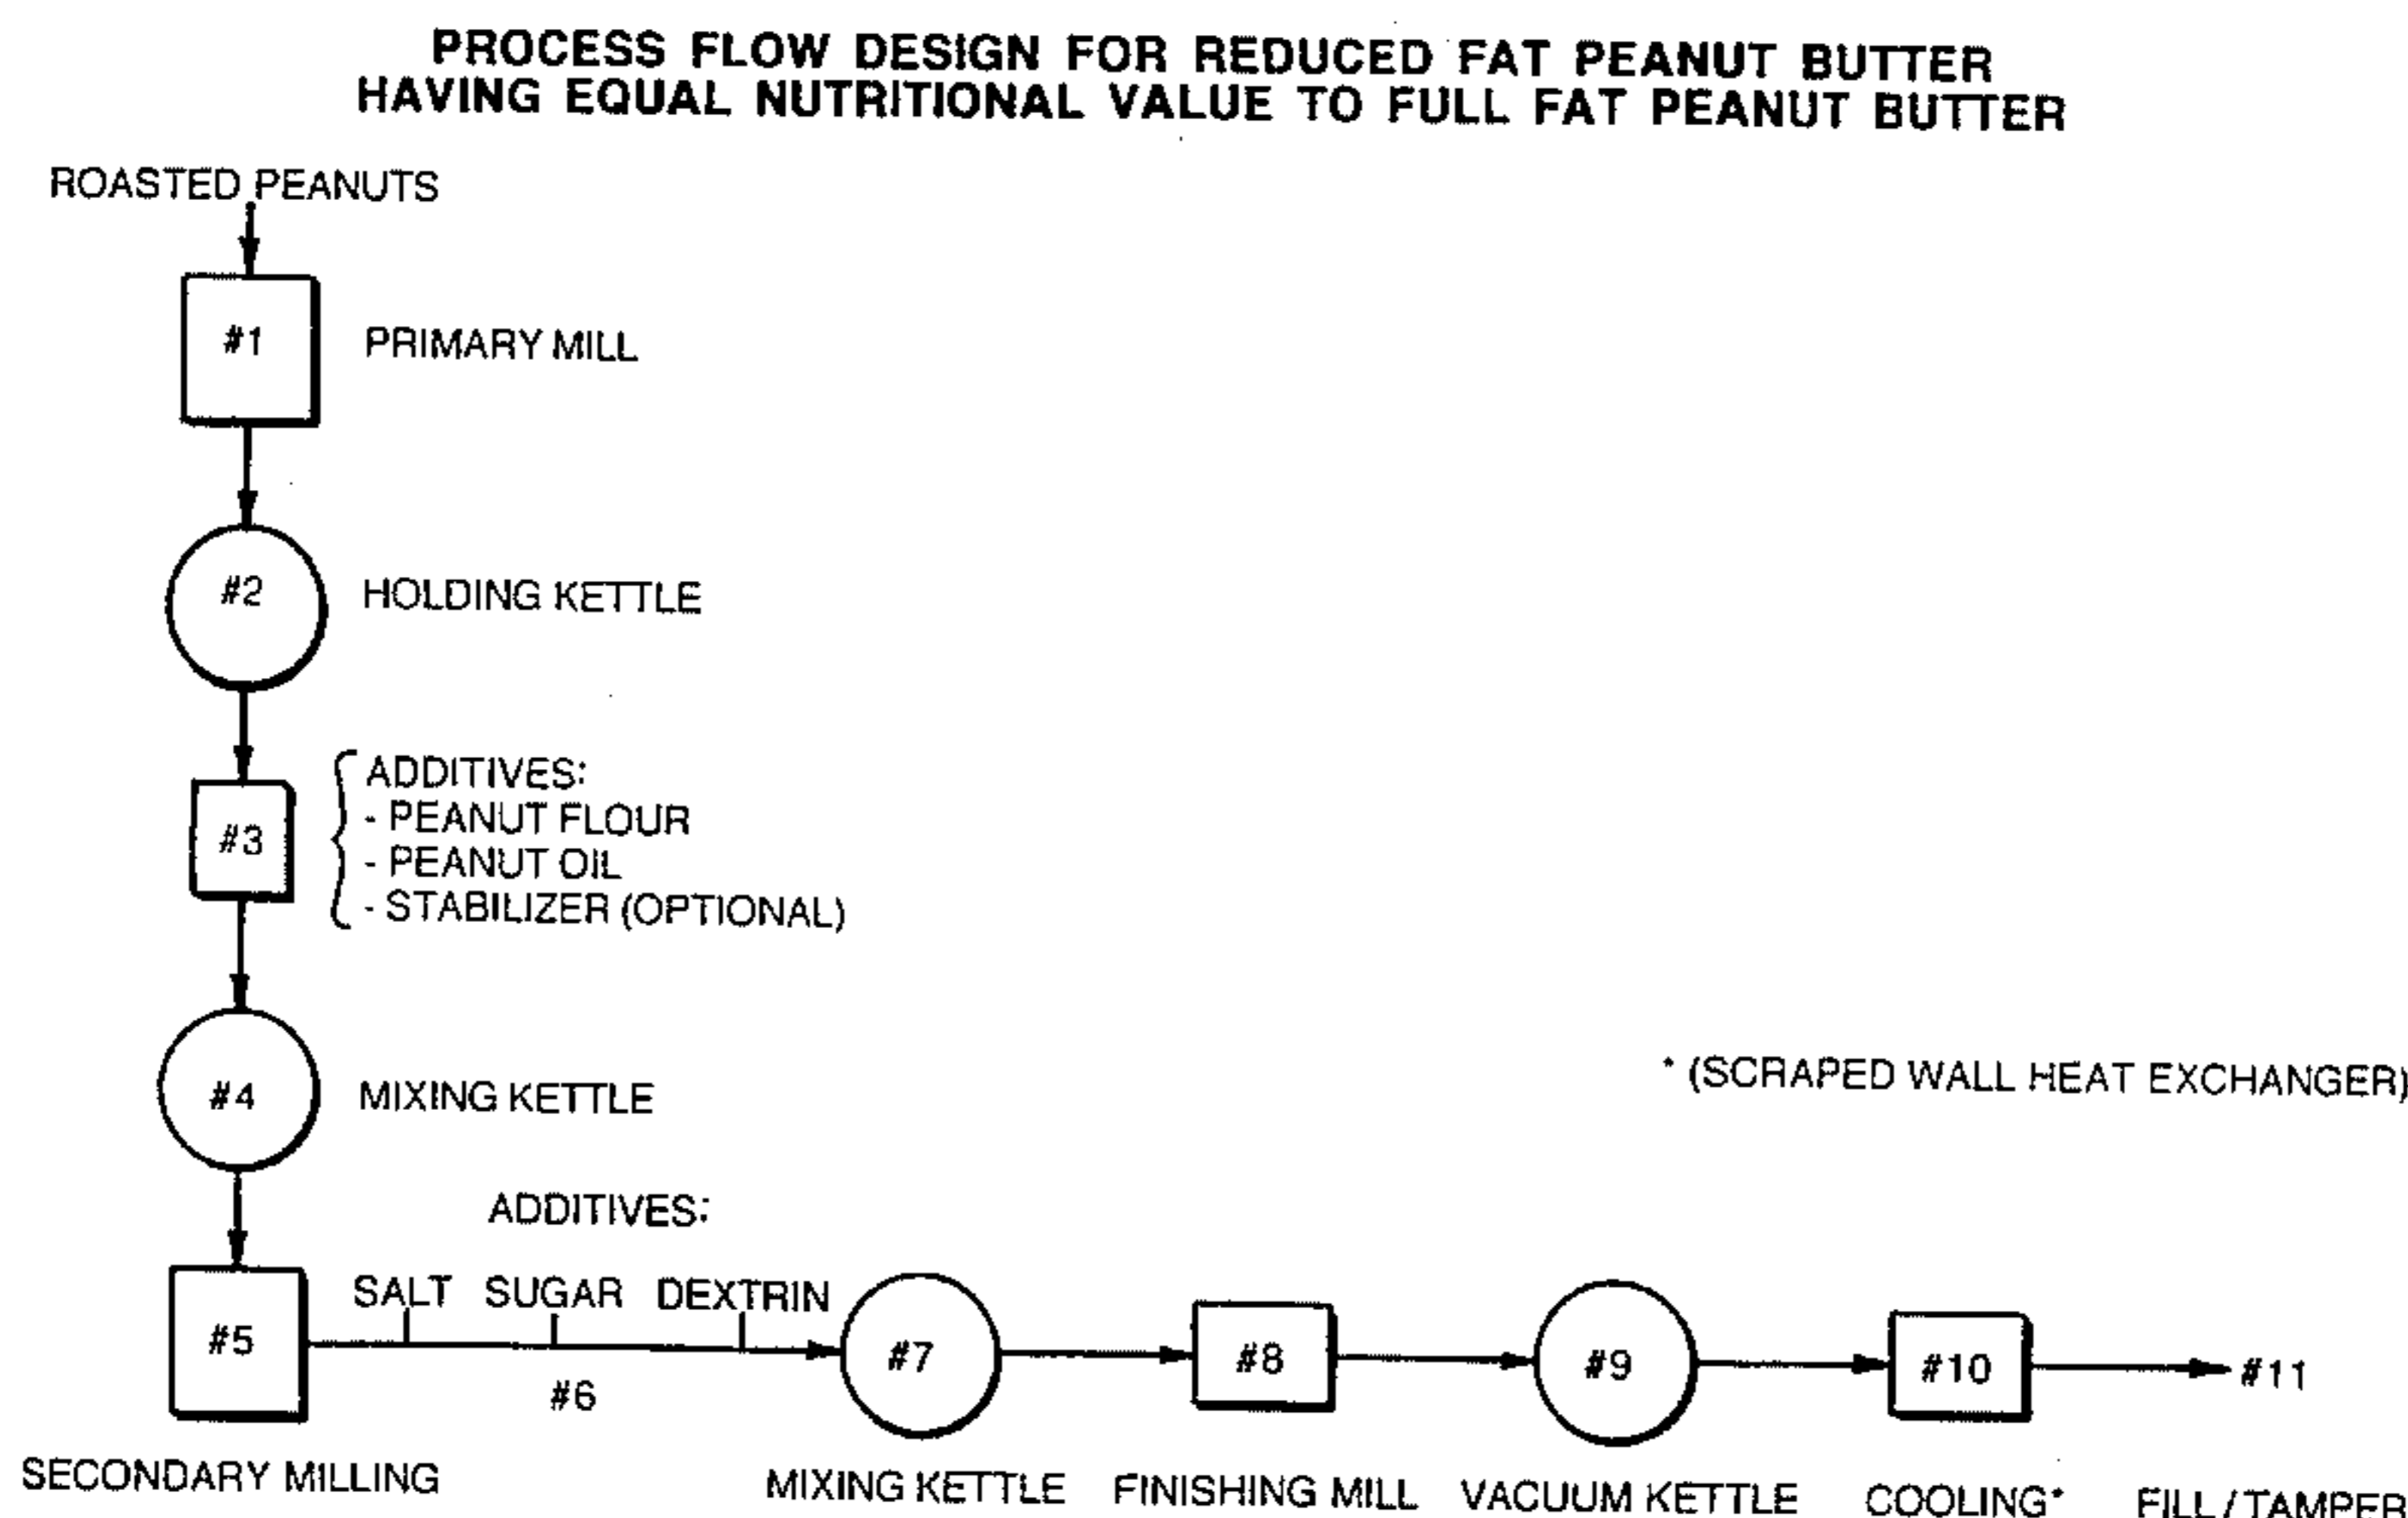 PROCESS FLOW DESIGN FOR REDUCED FAT PEANUT BUTTER
HAVING EQUAL NUTRITIONAL VALUE TO FULL FAT PEANUT BUTTER
ROASTED PEANUTS
#1
PRIMARY MILL
#2
HOLDING KETTLE
#3
ADDITIVES:
- PEANUT FLOUR
- PEANUT OIL
- STABILIZER (OPTIONAL)
#4
MIXING KETTLE
* (SCRAPED WALL HEAT EXCHANGER)
ADDITIVES:
SALT SUGAR DEXTRIN
#5
#6
#7
#8
#9
#10
#11
SECONDARY MILLING
MIXING KETTLE
FINISHING MILL
VACUUM KETTLE
COOLING*
FILL/TAMPER